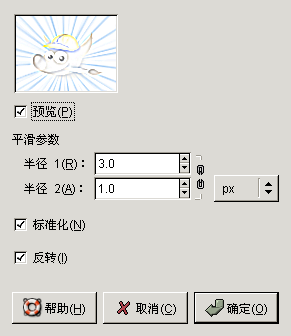 预览(P)
平滑参数
半径 1(R): 3.0
半径 2(A): 1.0
px
标准化(N)
反转(I)
帮助(H) 取消(C) 确定(O)